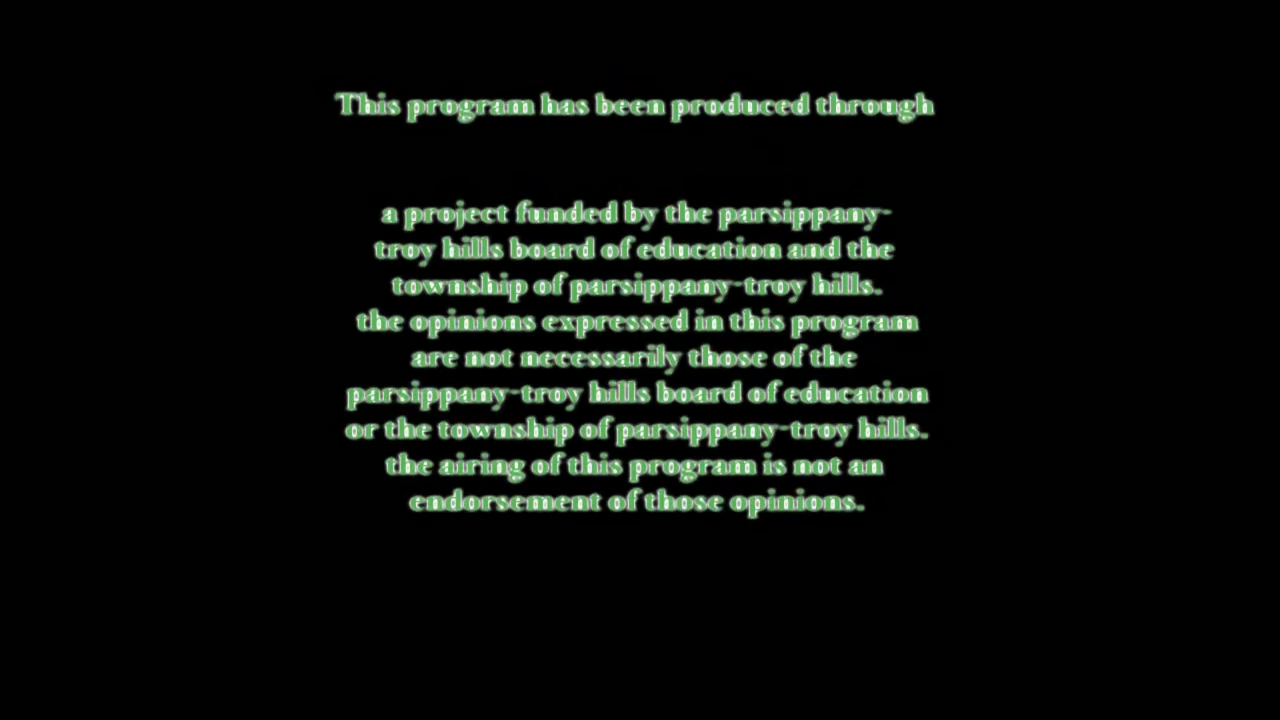 This program has been produced through
a project funded by the parsippany-
troy hills board of education and the
township of parsippany-troy hills.
the opinions expressed in this program
are not necessarily those of the
parsippany-troy hills board of education
or the township of parsippany-troy hills.
the airing of this program is not an
endorsement of those opinions.